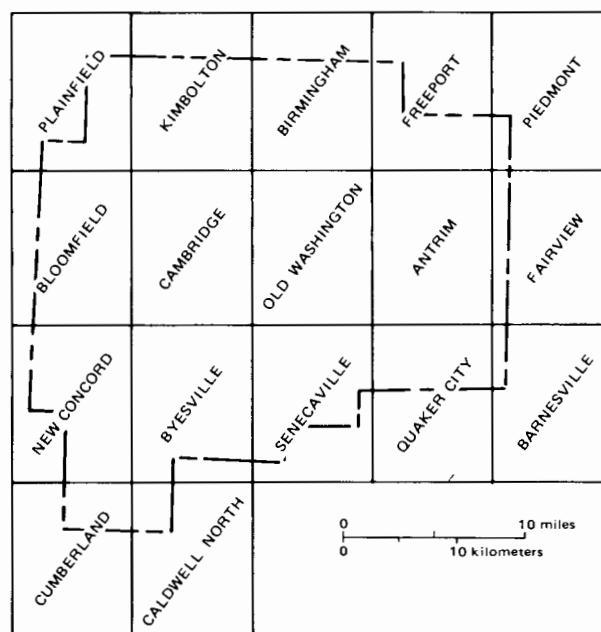 PLAINFIELD
KIMBOLTON
BIRMINGHAM
FREEPORT
PIEDMONT
BLOOMFIELD
CAMBRIDGE
OLD WASHINGTON
ANTRIM
FAIRVIEW
NEW CONCORD
BYESVILLE
SENECAVILLE
QUAKER CITY
BARNESVILLE
CUMBERLAND
CALDWELL NORTH
0 10 miles
0 10 kilometers